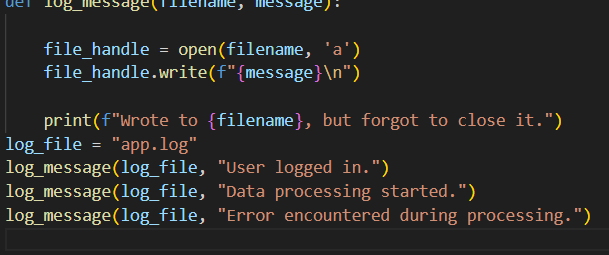 def log_message(filename, message):
file_handle = open(filename, 'a')
file_handle.write(f"{message}\n")
print(f"Wrote to {filename}, but forgot to close it.")
log_file = "app.log"
log_message(log_file, "User logged in.")
log_message(log_file, "Data processing started.")
log_message(log_file, "Error encountered during processing.")